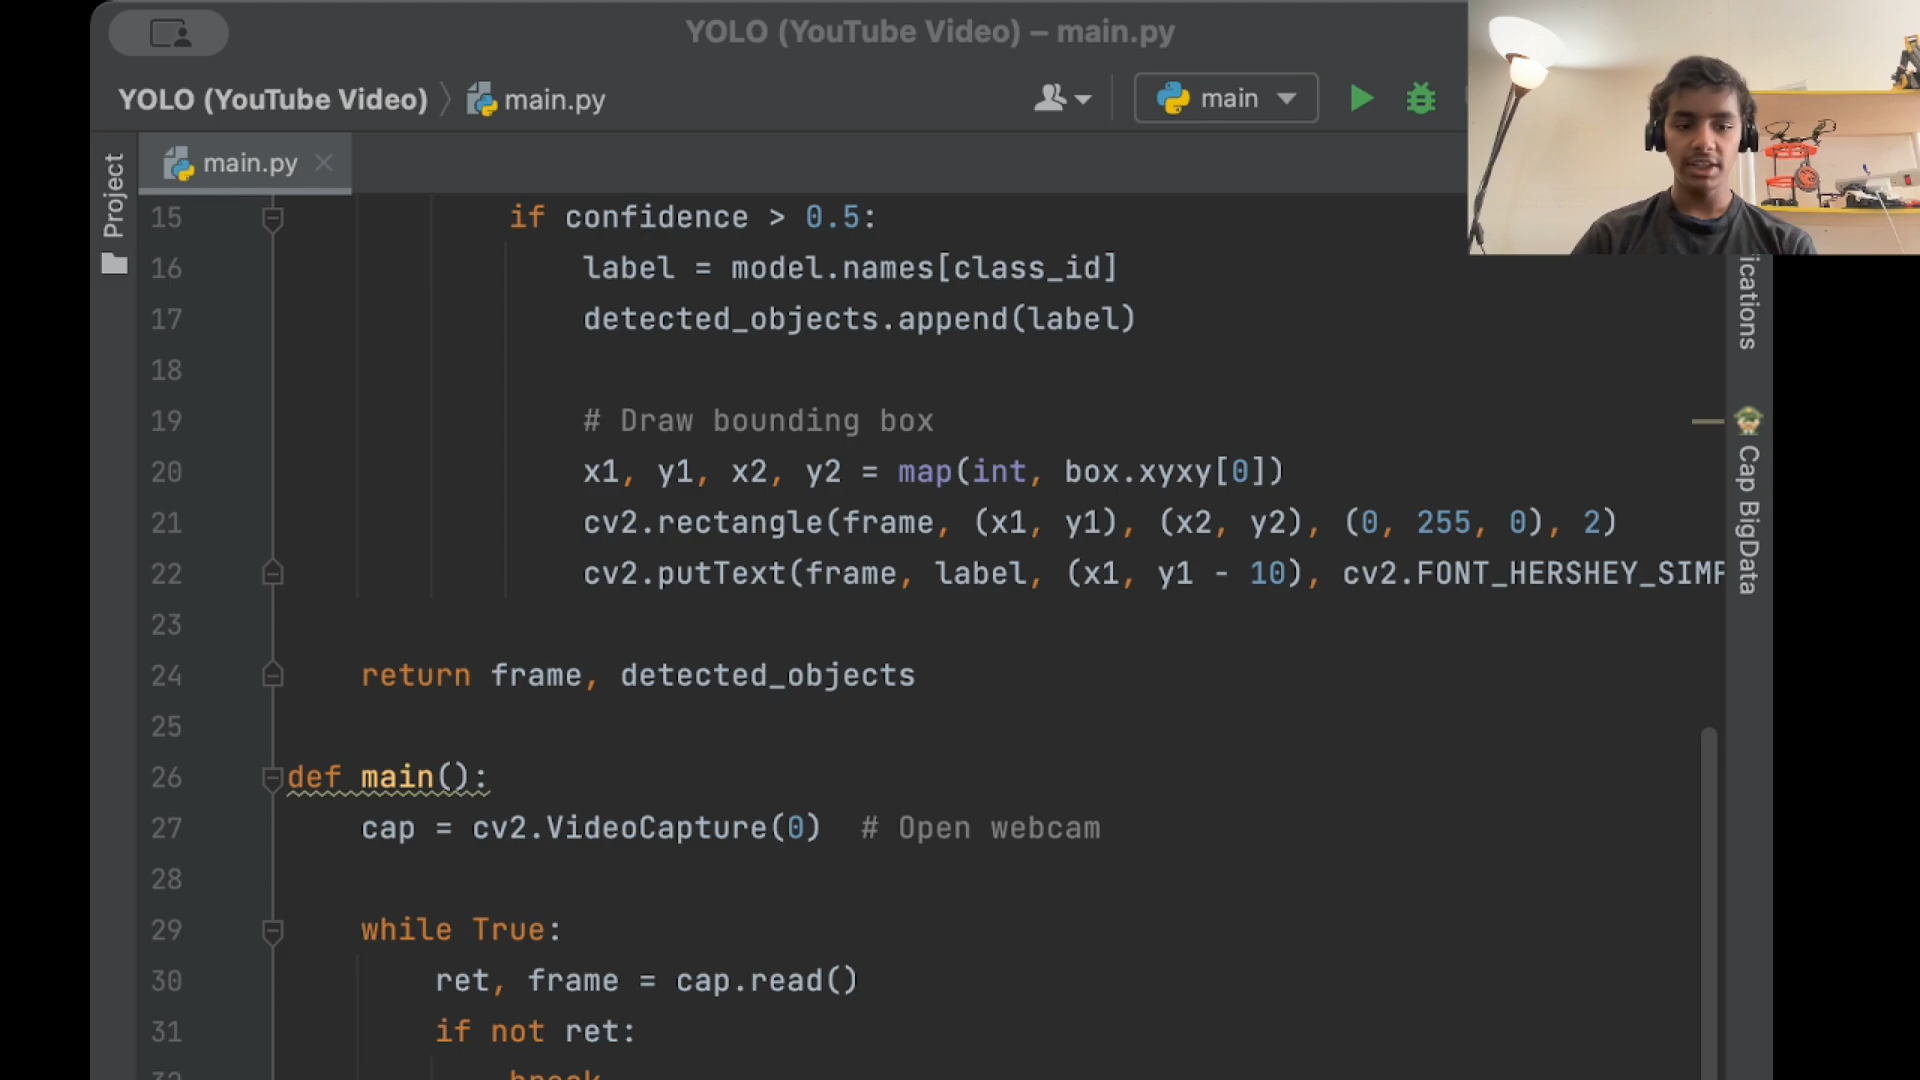 YOLO (YouTube Video) – main.py
YOLO (YouTube Video) main.py
main
Project
main.py
15 if confidence > 0.5:
16 label = model.names[class_id]
17 detected_objects.append(label)
18
19 # Draw bounding box
20 x1, y1, x2, y2 = map(int, box.xyxy[0])
21 cv2.rectangle(frame, (x1, y1), (x2, y2), (0, 255, 0), 2)
22 cv2.putText(frame, label, (x1, y1 - 10), cv2.FONT_HERSHEY_SIMP
23
24 return frame, detected_objects
25
26 def main():
27 cap = cv2.VideoCapture(0) # Open webcam
28
29 while True:
30 ret, frame = cap.read()
31 if not ret:
32 break
ications
Cap BigData